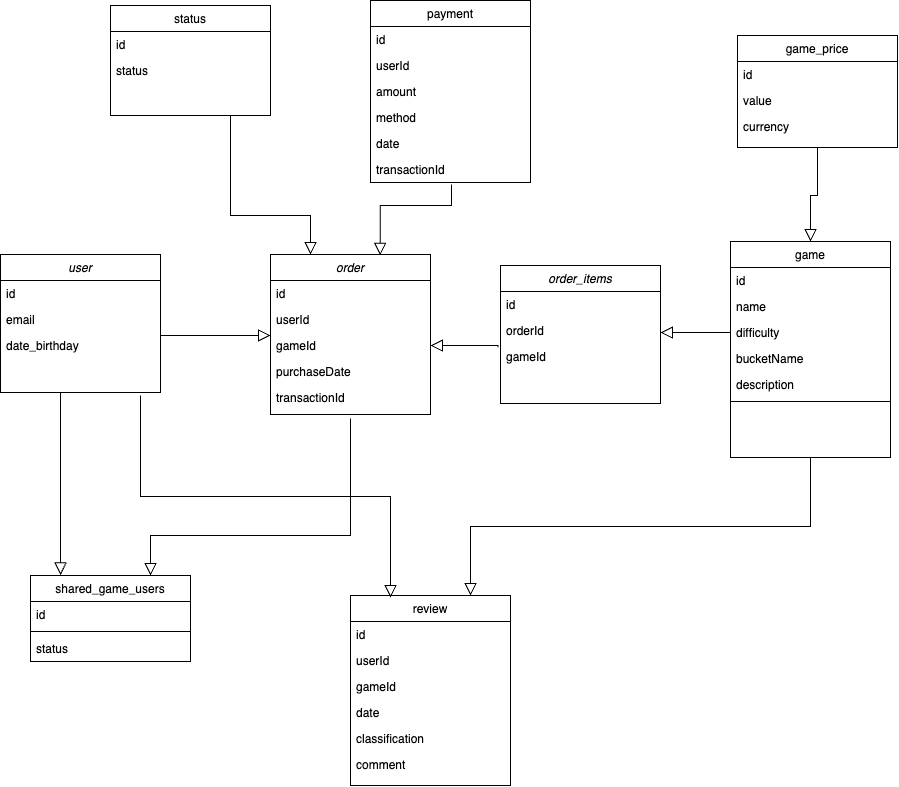 status
id
status
payment
id
userId
amount
method
date
transactionId
game_price
id
value
currency
user
id
email
date_birthday
order
id
userId
gameId
purchaseDate
transactionId
order_items
id
orderId
gameId
game
id
name
difficulty
bucketName
description
shared_game_users
id
status
review
id
userId
gameId
date
classification
comment